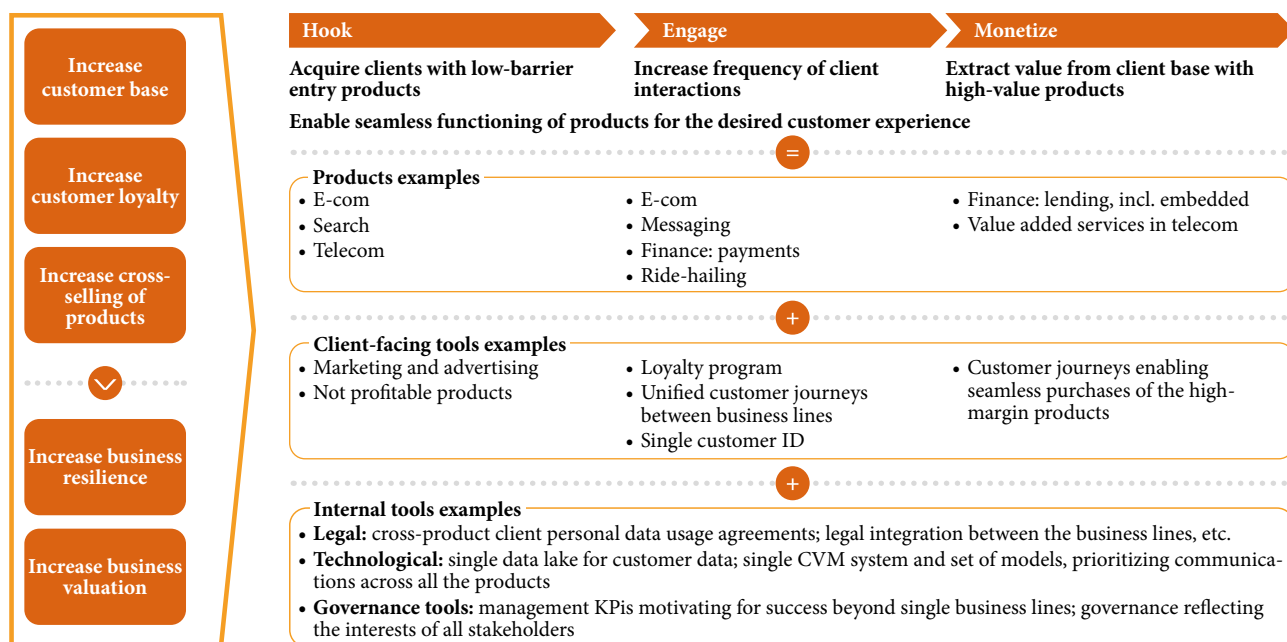 Increase
customer base
Increase
customer loyalty
Increase cross-
selling of
products
Increase business
resilience
Increase business
valuation
Hook
Engage
Monetize
Acquire clients with low-barrier
entry products
Increase frequency of client
interactions
Extract value from client base with
high-value products
Enable seamless functioning of products for the desired customer experience
=
Products examples
• E-com
• Search
• Telecom
• E-com
• Messaging
• Finance: payments
• Ride-hailing
• Finance: lending, incl. embedded
• Value added services in telecom
+
Client-facing tools examples
• Marketing and advertising
• Not profitable products
• Loyalty program
• Unified customer journeys
between business lines
• Single customer ID
• Customer journeys enabling
seamless purchases of the high-
margin products
+
Internal tools examples
• Legal: cross-product client personal data usage agreements; legal integration between the business lines, etc.
• Technological: single data lake for customer data; single CVM system and set of models, prioritizing communica-
tions across all the products
• Governance tools: management KPis motivating for success beyond single business lines; governance reflecting
the interests of all stakeholders